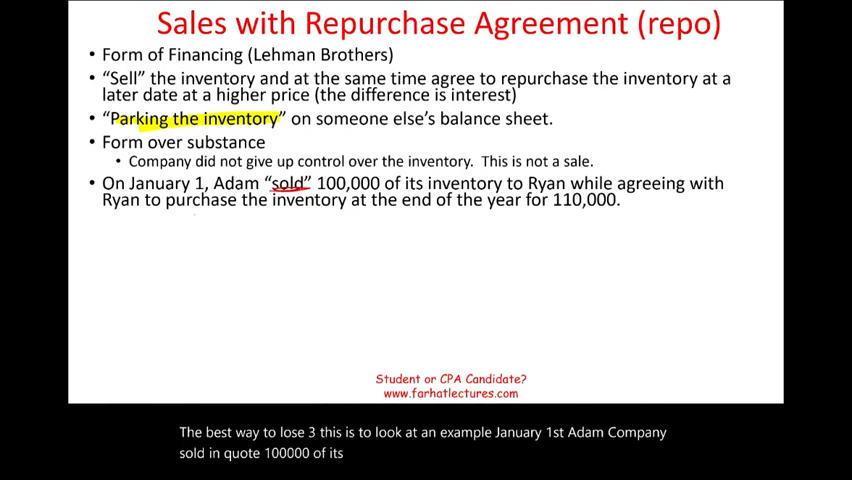 Sales with Repurchase Agreement (repo)
• Form of Financing (Lehman Brothers)
• “Sell” the inventory and at the same time agree to repurchase the inventory at a
later date at a higher price (the difference is interest)
• “Parking the inventory” on someone else’s balance sheet.
• Form over substance
• Company did not give up control over the inventory. This is not a sale.
• On January 1, Adam “sold” 100,000 of its inventory to Ryan while agreeing with
Ryan to purchase the inventory at the end of the year for 110,000.
Student or CPA Candidate?
www.farhatlectures.com
The best way to lose 3 this is to look at an example January 1st Adam Company
sold in quote 100000 of its